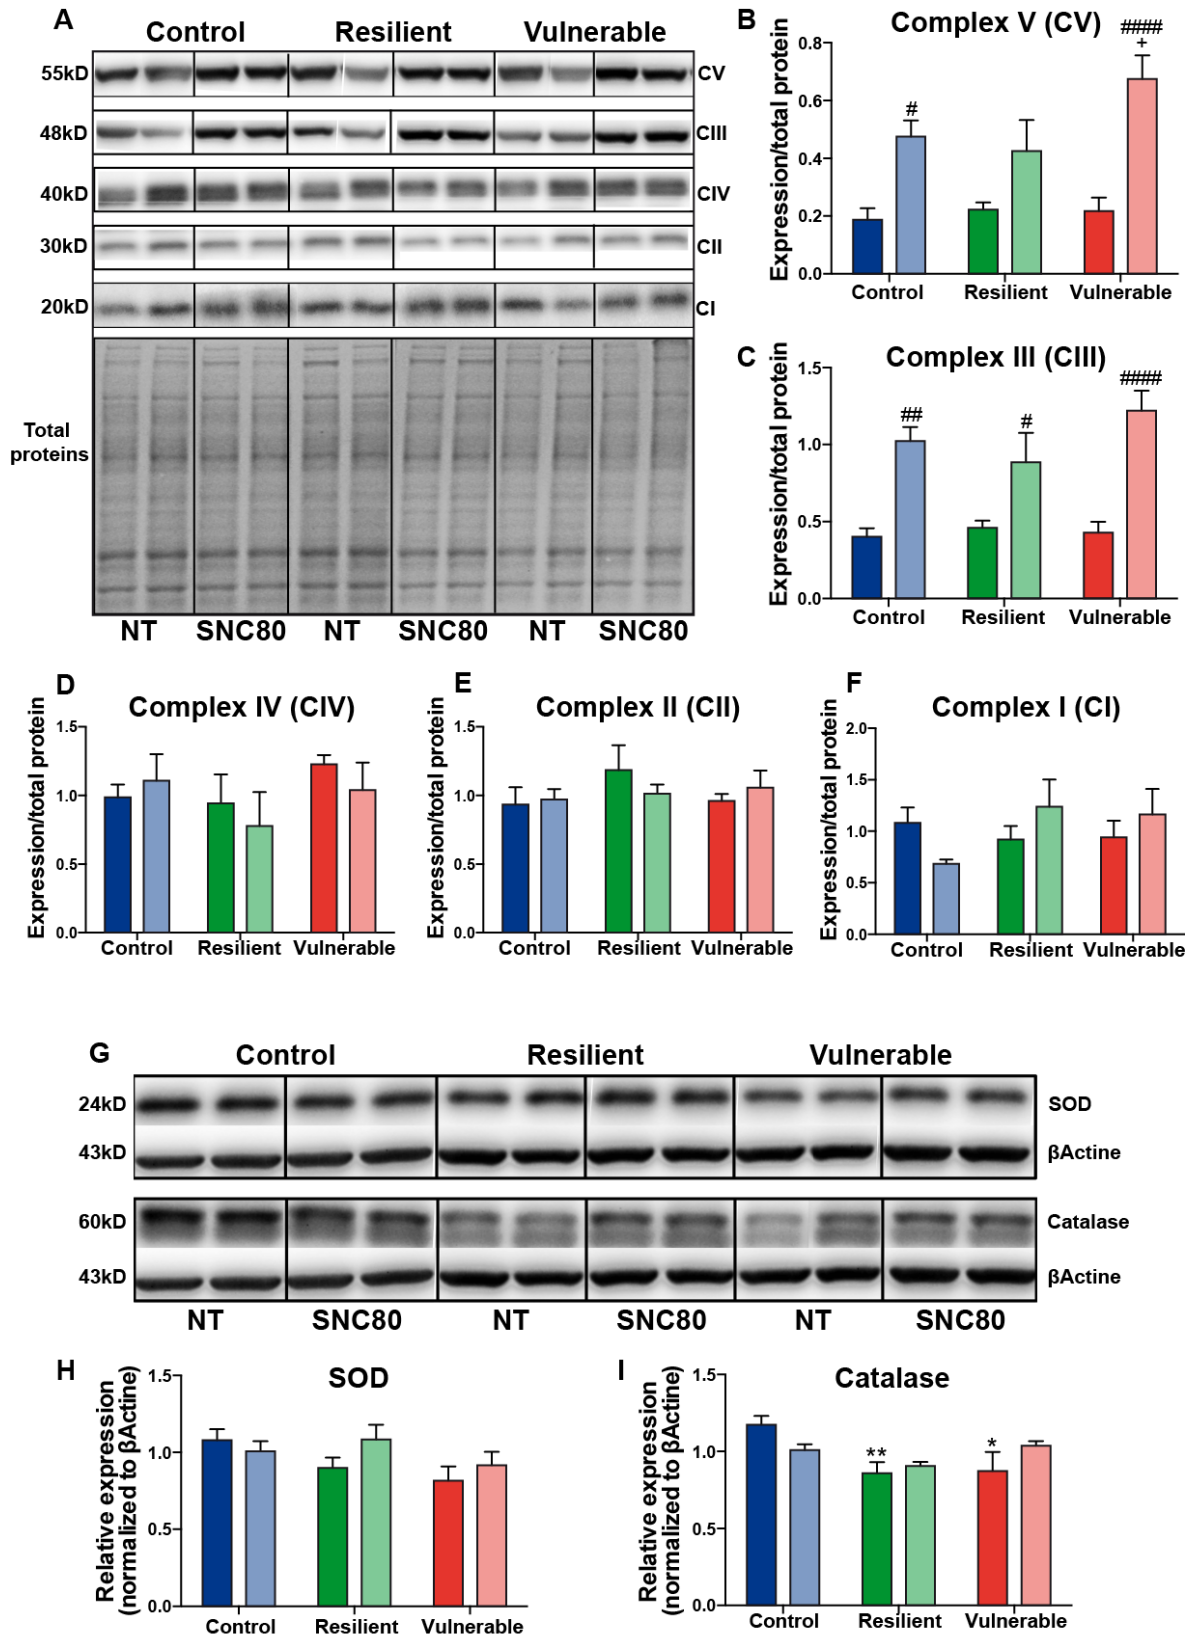 A
Control Resilient Vulnerable
55kD CV
48kD CIII
40kD CIV
30kD CII
20kD CI
Total
proteins
NT SNC80 NT SNC80 NT SNC80
B
Complex V (CV)
Expression/total protein
0.8
0.6
0.4
0.2
0.0
#
####
+
Control Resilient Vulnerable
C
Complex III (CIII)
Expression/total protein
1.5
1.0
0.5
0.0
##
#
####
Control Resilient Vulnerable
D
Complex IV (CIV)
Expression/total protein
1.5
1.0
0.5
0.0
Control Resilient Vulnerable
E
Complex II (CII)
Expression/total protein
1.5
1.0
0.5
0.0
Control Resilient Vulnerable
F
Complex I (CI)
Expression/total protein
2.0
1.5
1.0
0.5
0.0
Control Resilient Vulnerable
G
Control Resilient Vulnerable
24kD SOD
43kD βActine
60kD Catalase
43kD βActine
NT SNC80 NT SNC80 NT SNC80
H
SOD
Relative expression
(normalized to βActine)
1.5
1.0
0.5
0.0
Control Resilient Vulnerable
I
Catalase
Relative expression
(normalized to βActine)
1.5
1.0
0.5
0.0
**
*
Control Resilient Vulnerable